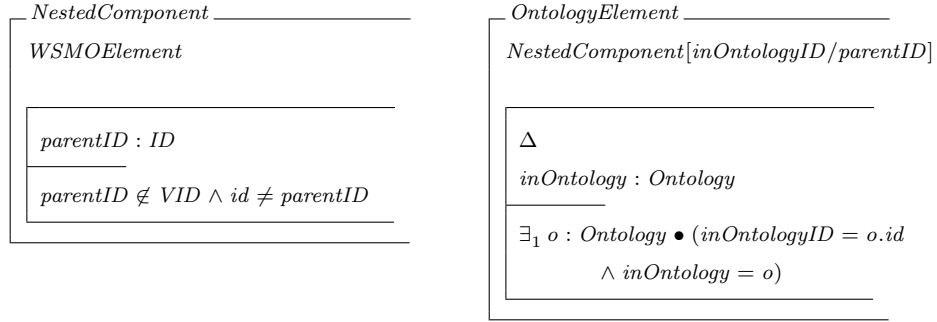 NestedComponent
WSMOElement
parentID : ID
parentID ∉ VID ∧ id ≠ parentID
OntologyElement
NestedComponent[inOntologyID/parentID]
Δ
inOntology : Ontology
∃₁ o : Ontology • (inOntologyID = o.id
∧ inOntology = o)